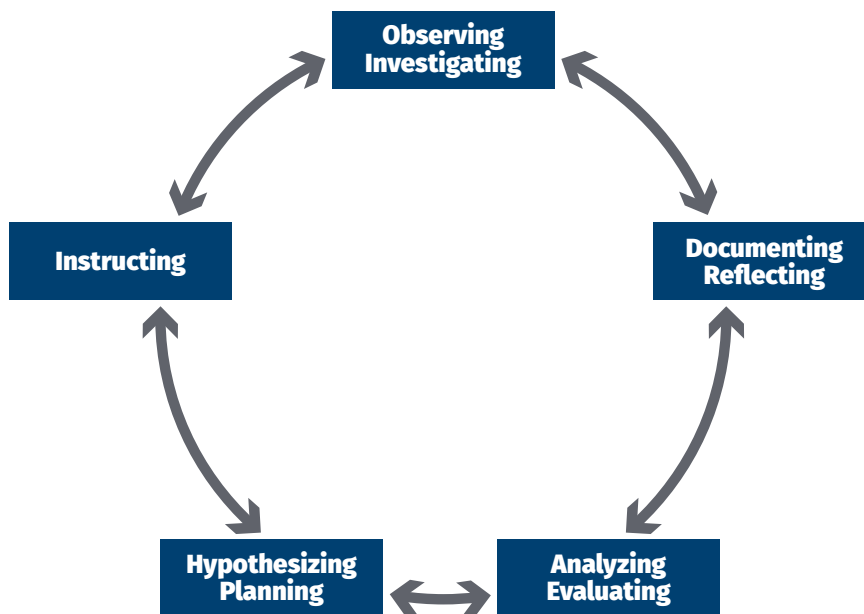 Observing
Investigating
Instructing
Documenting
Reflecting
Hypothesizing
Planning
Analyzing
Evaluating